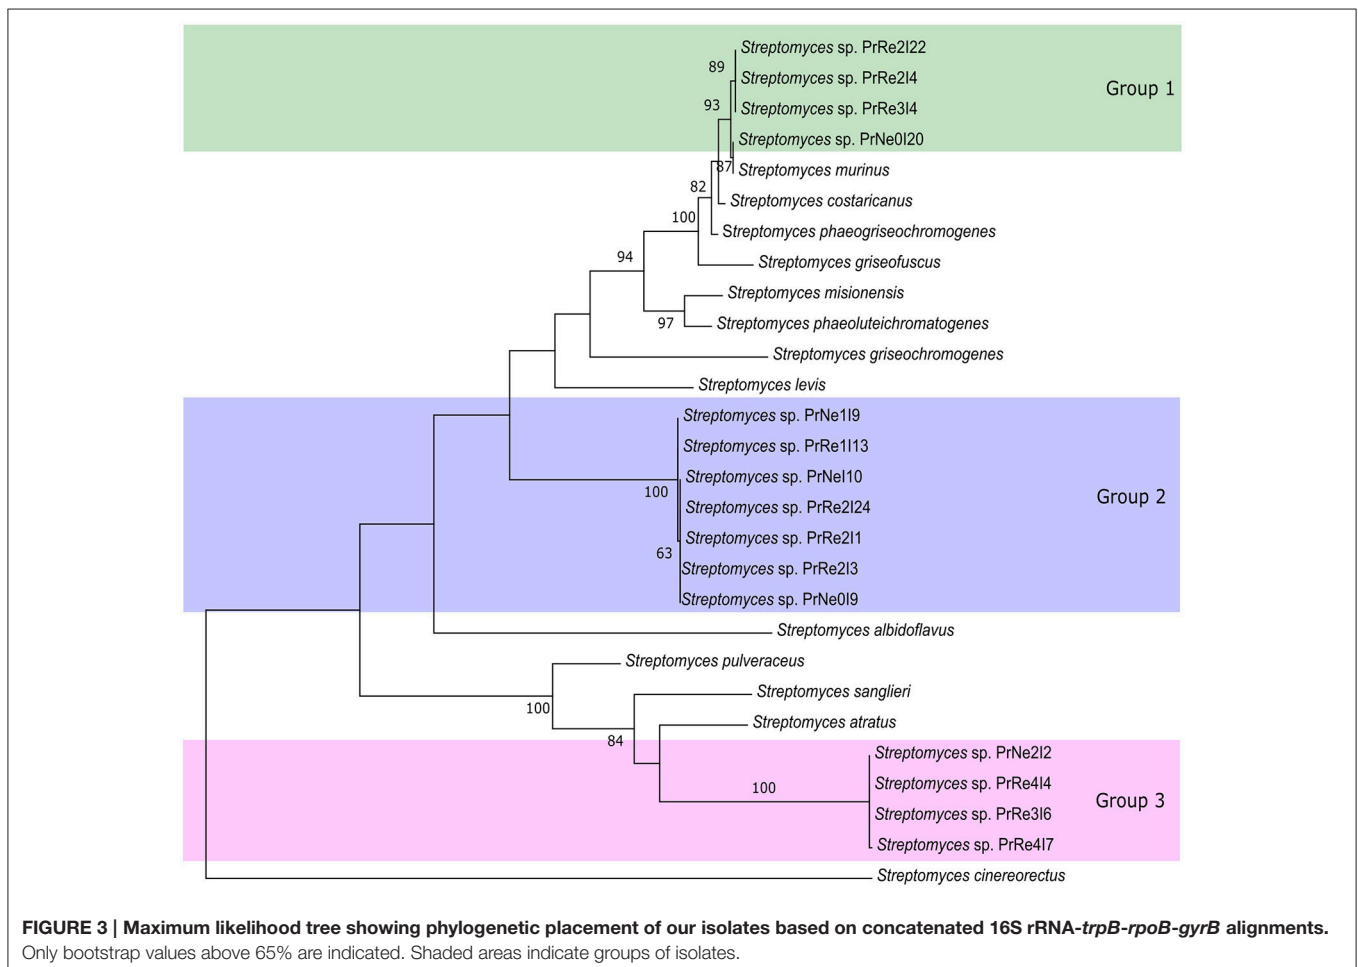 Streptomyces sp. PrRe2I22
89
Streptomyces sp. PrRe2I4
Group 1
93
Streptomyces sp. PrRe3I4
Streptomyces sp. PrNe0I20
87
Streptomyces murinus
82
Streptomyces costaricanus
100
Streptomyces phaeogriseochromogenes
94
Streptomyces griseofuscus
Streptomyces misionensis
97
Streptomyces phaeoluteichromatogenes
Streptomyces griseochromogenes
Streptomyces levis
Streptomyces sp. PrNe1I9
Streptomyces sp. PrRe1I13
Streptomyces sp. PrNeI10
100
Group 2
Streptomyces sp. PrRe2I24
Streptomyces sp. PrRe2I1
63
Streptomyces sp. PrRe2I3
Streptomyces sp. PrNe0I9
Streptomyces albidoflavus
Streptomyces pulveraceus
Streptomyces sanglieri
100
Streptomyces atratus
84
Streptomyces sp. PrNe2I2
Streptomyces sp. PrRe4I4
100
Group 3
Streptomyces sp. PrRe3I6
Streptomyces sp. PrRe4I7
Streptomyces cinereorectus
FIGURE 3 | Maximum likelihood tree showing phylogenetic placement of our isolates based on concatenated 16S rRNA-trpB-rpoB-gyrB alignments.
Only bootstrap values above 65% are indicated. Shaded areas indicate groups of isolates.